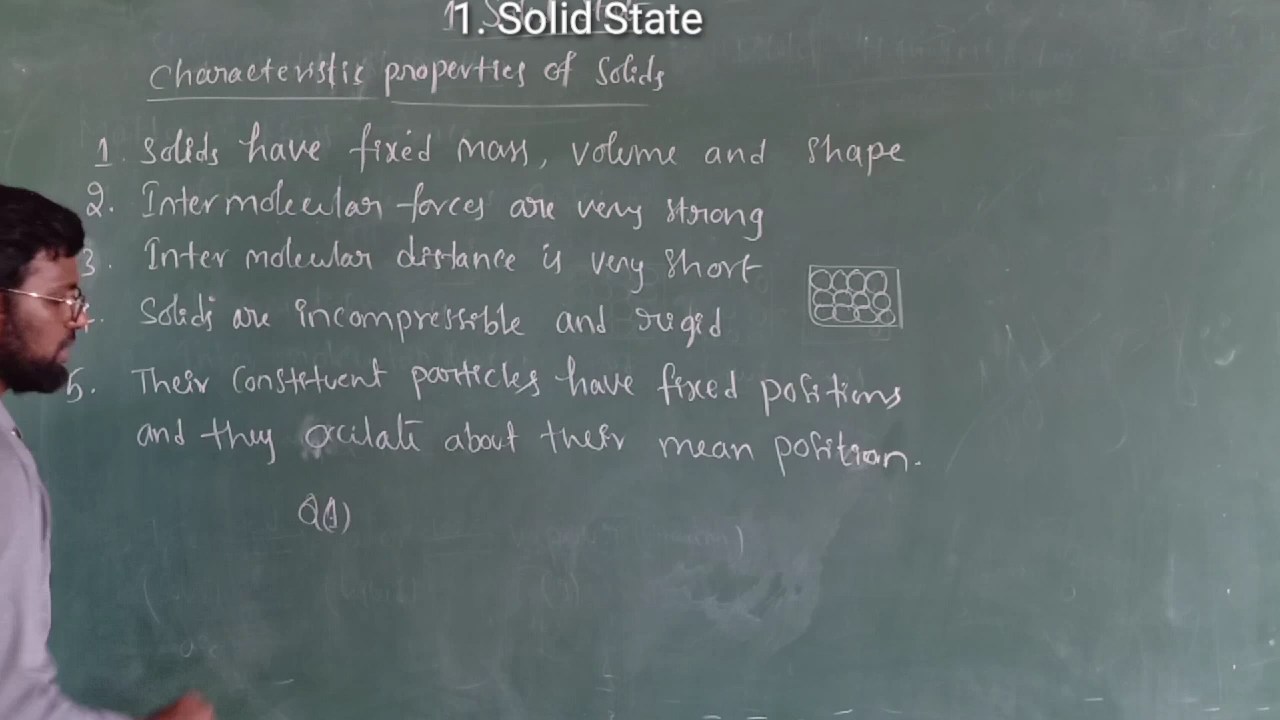 1. Solid State
Characteristic properties of Solids
1. Solids have fixed mass, volume and shape
2. Intermolecular forces are very strong
3. Inter molecular distance is very short
Solids are incompressible and rigid
5. Their constituent particles have fixed positions
and they oscilate about their mean position.